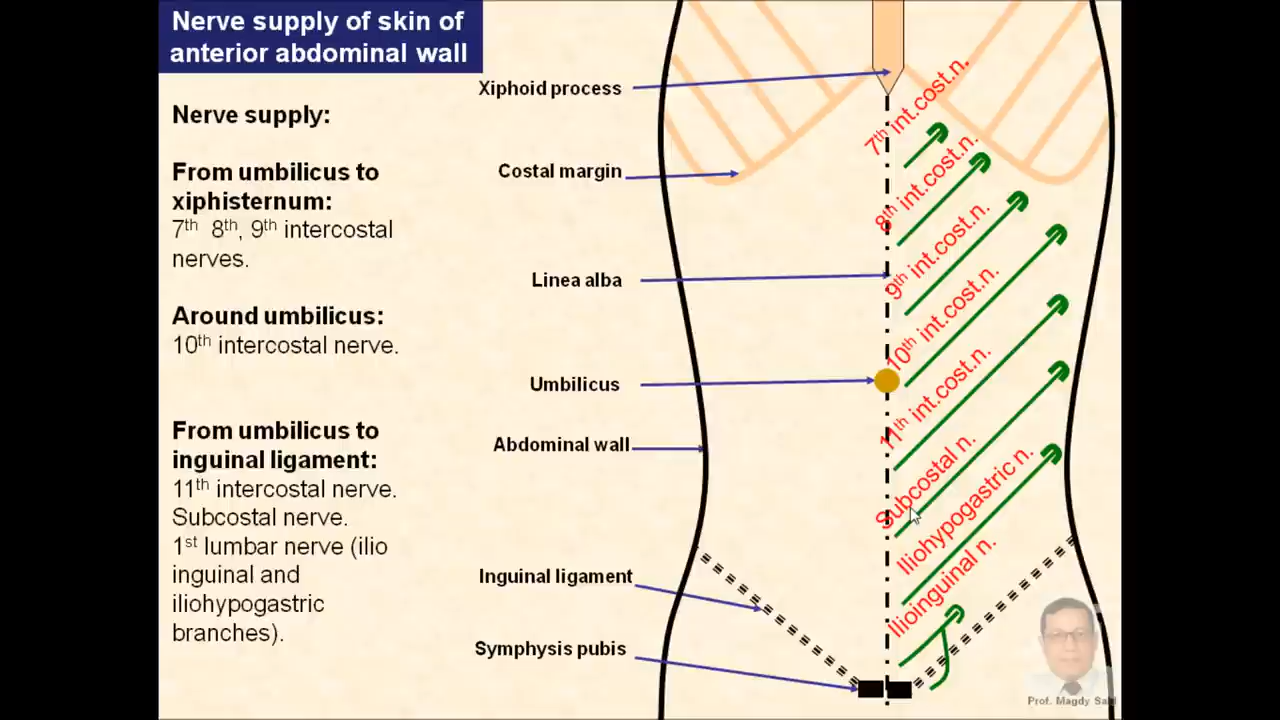 Nerve supply of skin of
anterior abdominal wall
Nerve supply:
From umbilicus to
xiphisternum:
7th 8th, 9th intercostal
nerves.
Around umbilicus:
10th intercostal nerve.
From umbilicus to
inguinal ligament:
11th intercostal nerve.
Subcostal nerve.
1st lumbar nerve (ilio
inguinal and
iliohypogastric
branches).
Xiphoid process
Costal margin
Linea alba
Umbilicus
Abdominal wall
Inguinal ligament
Symphysis pubis
7th int.cost.n.
8th int.cost.n.
9th int.cost.n.
10th int.cost.n.
11th int.cost.n.
Subcostal n.
Iliohypogastric n.
Ilioinguinal n.
Prof. Magdy